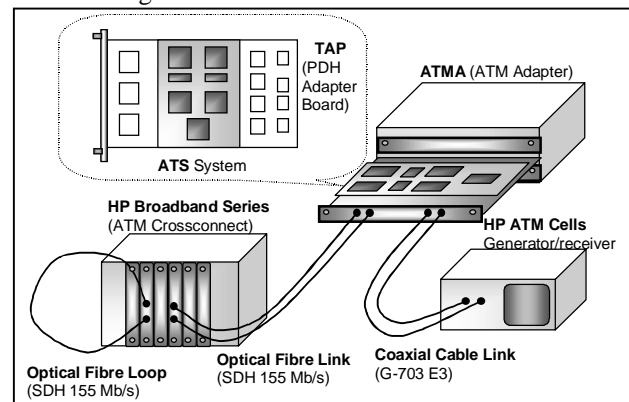 TAP
(PDH
Adapter
Board)
ATS System
ATMA (ATM Adapter)
HP Broadband Series
(ATM Crossconnect)
HP ATM Cells
Generator/receiver
Optical Fibre Loop
(SDH 155 Mb/s)
Optical Fibre Link
(SDH 155 Mb/s)
Coaxial Cable Link
(G-703 E3)